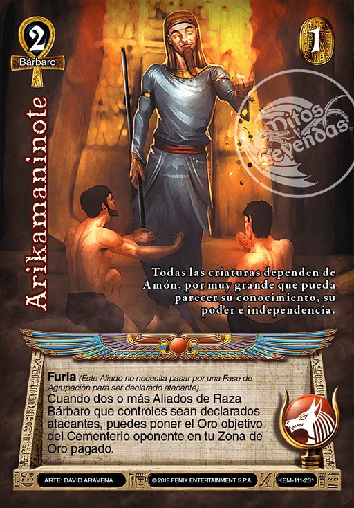 2
1
Bárbaro
Mitos
y
Leyendas
Arikamaninote
Todas las criaturas dependen de
Amón, por muy grande que pueda
parecer su conocimiento, su
poder e independencia.
Furia (Este Aliado no necesita pasar por una Fase de
Agrupación para ser declarado atacante)
Cuando dos o más Aliados de Raza
Bárbaro que controles sean declarados
atacantes, puedes poner el Oro objetivo
del Cementerio oponente en tu Zona de
Oro pagado.
ARTE: DAVID ARAVENA
© 2015 FENIX ENTERTAINMENT S.P.A.